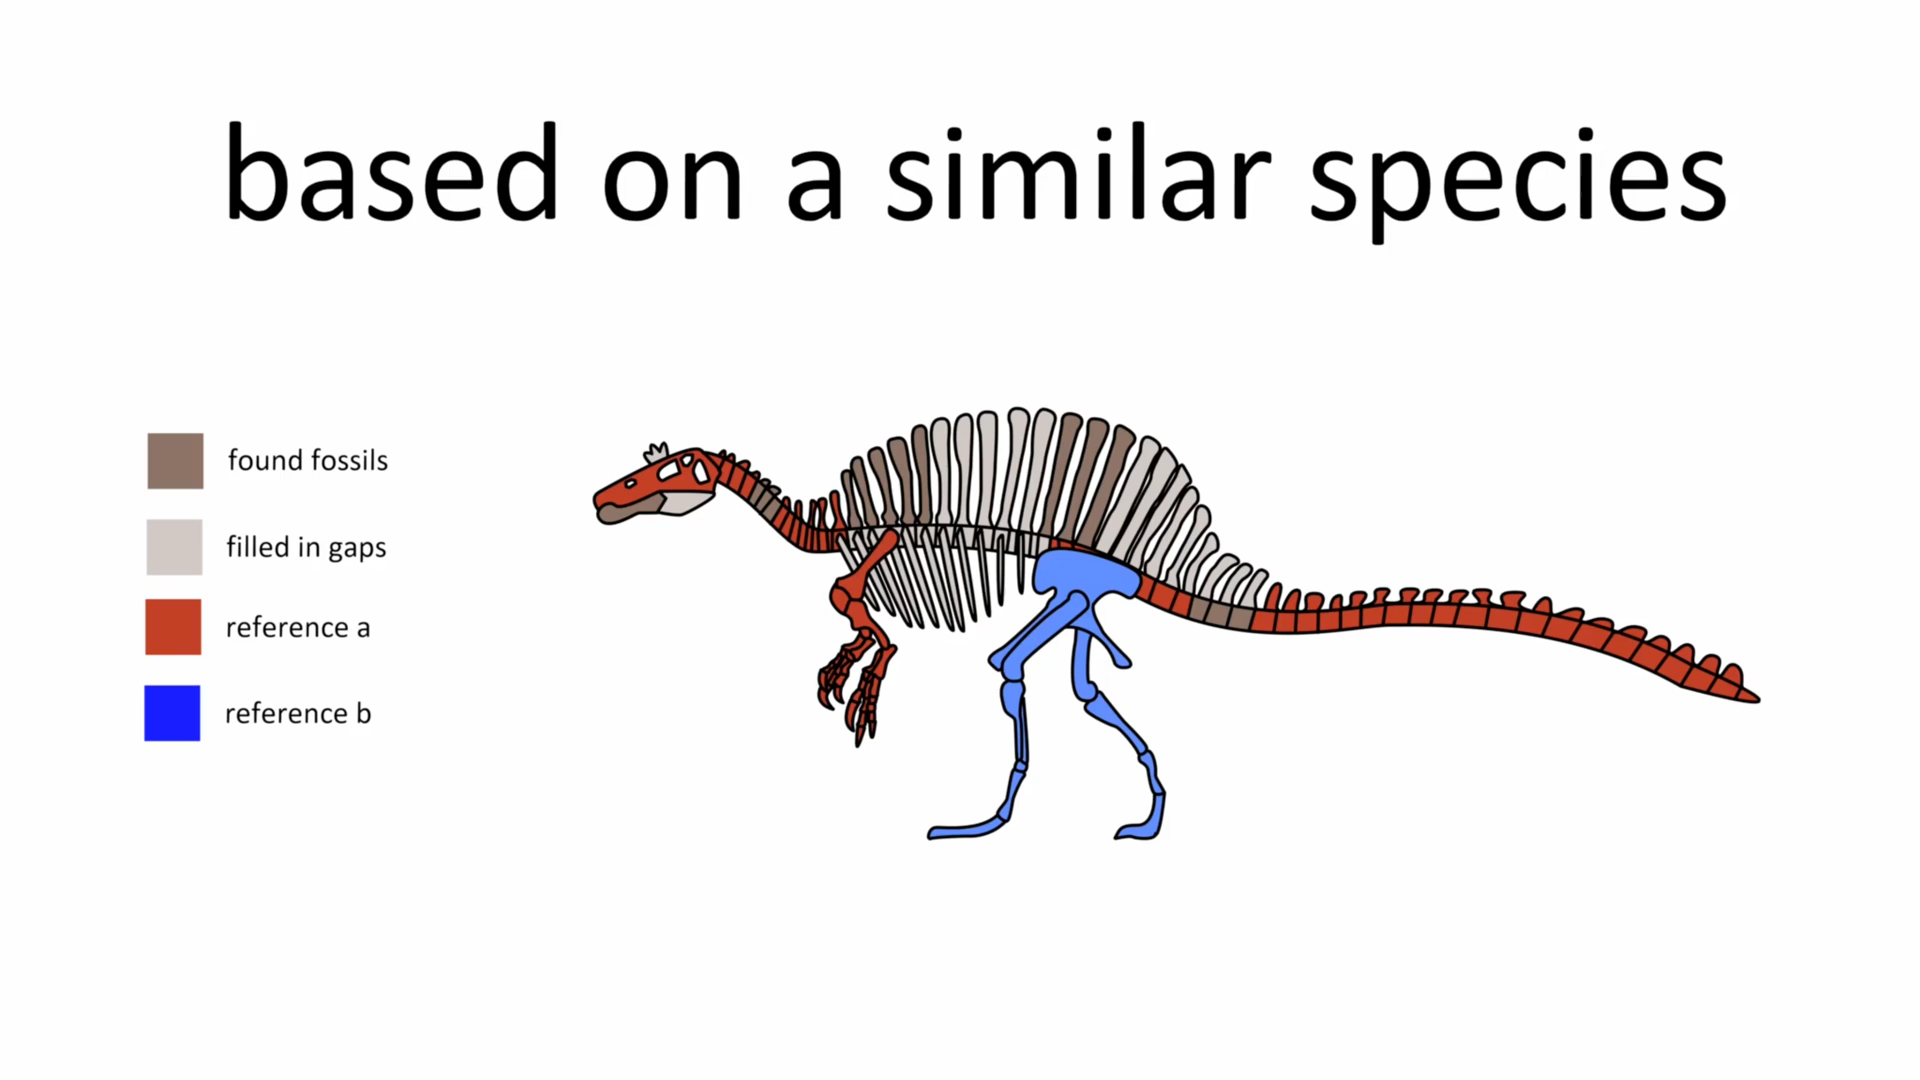 based on a similar species
found fossils
filled in gaps
reference a
reference b